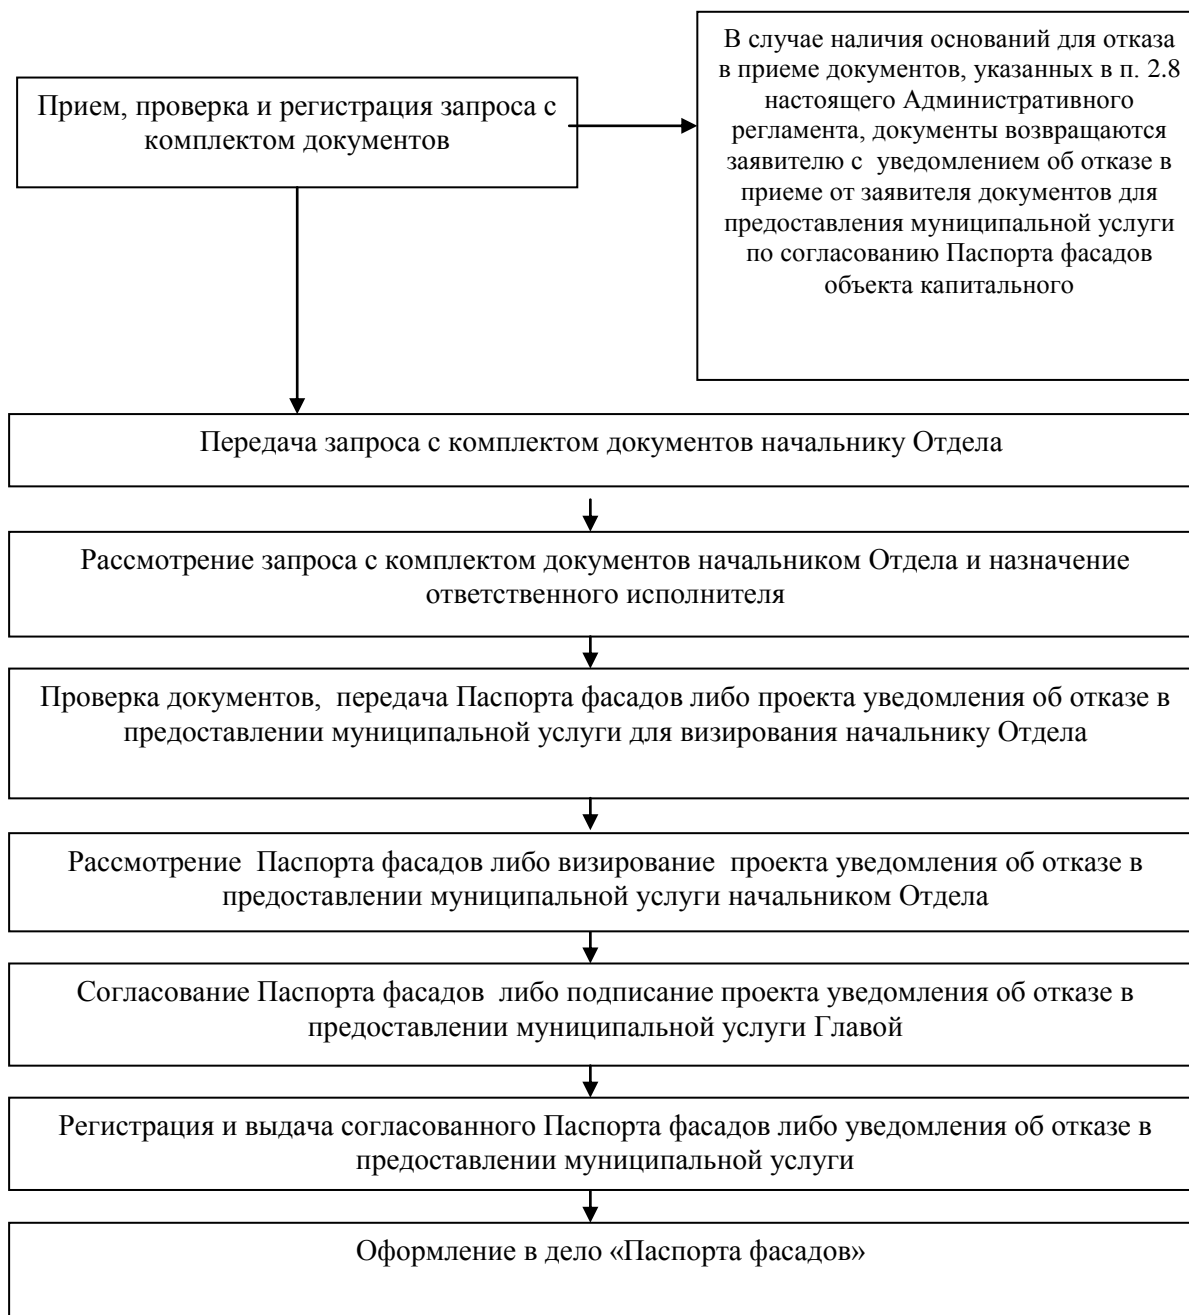 Прием, проверка и регистрация запроса с
комплектом документов
В случае наличия оснований для отказа
в приеме документов, указанных в п. 2.8
настоящего Административного
регламента, документы возвращаются
заявителю с уведомлением об отказе в
приеме от заявителя документов для
предоставления муниципальной услуги
по согласованию Паспорта фасадов
объекта капитального
Передача запроса с комплектом документов начальнику Отдела
Рассмотрение запроса с комплектом документов начальником Отдела и назначение
ответственного исполнителя
Проверка документов, передача Паспорта фасадов либо проекта уведомления об отказе в
предоставлении муниципальной услуги для визирования начальнику Отдела
Рассмотрение Паспорта фасадов либо визирование проекта уведомления об отказе в
предоставлении муниципальной услуги начальником Отдела
Согласование Паспорта фасадов либо подписание проекта уведомления об отказе в
предоставлении муниципальной услуги Главой
Регистрация и выдача согласованного Паспорта фасадов либо уведомления об отказе в
предоставлении муниципальной услуги
Оформление в дело «Паспорта фасадов»